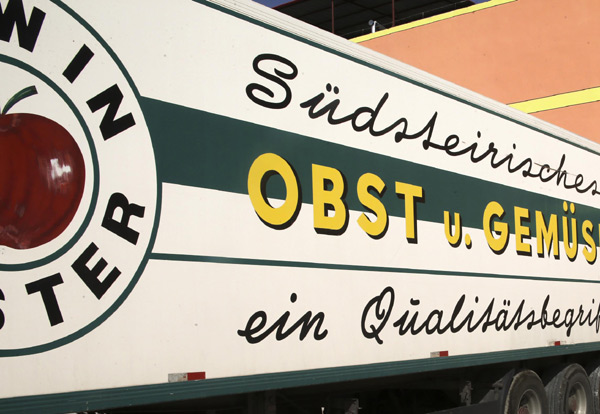 WIN
STER
Südsteirisches
OBST u. GEMÜS
ein Qualitätsbegrif